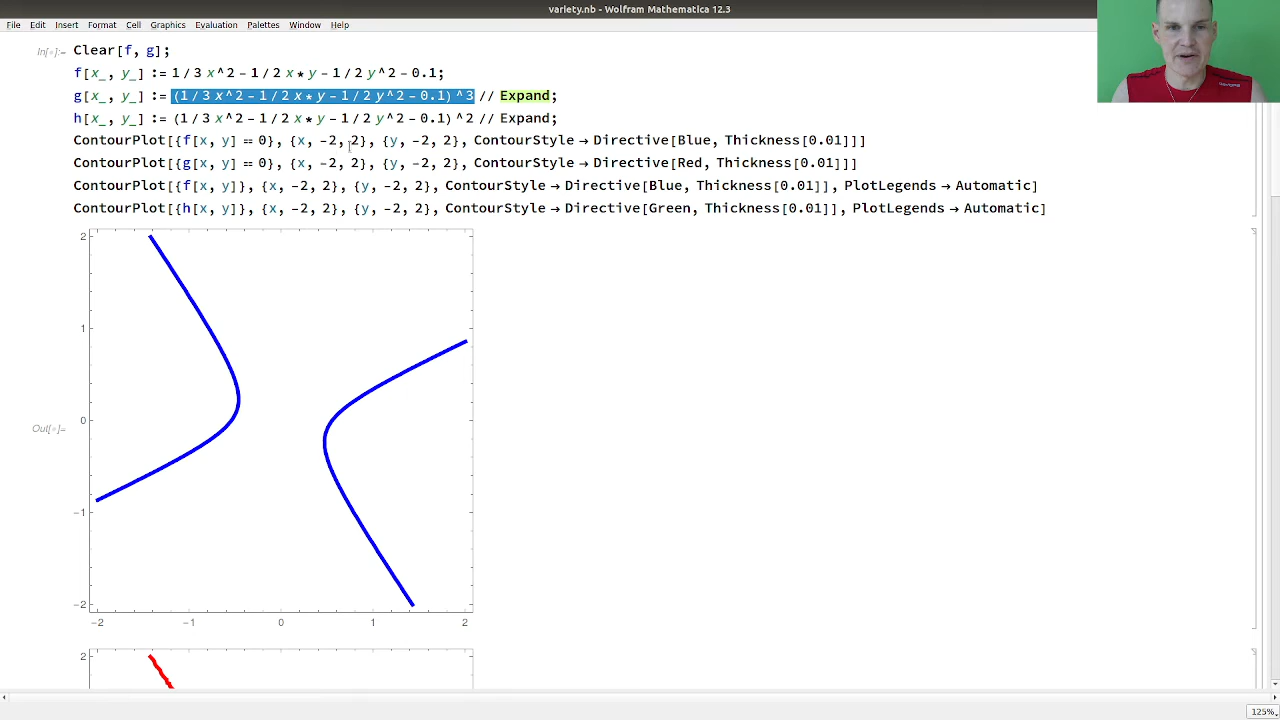 variety.nb - Wolfram Mathematica 12.3
File Edit Insert Format Cell Graphics Evaluation Palettes Window Help
In[∘]:= Clear[f, g];
f[x_, y_] := 1/3 x^2 - 1/2 x * y - 1/2 y^2 - 0.1;
g[x_, y_] := (1/3 x^2 - 1/2 x * y - 1/2 y^2 - 0.1)^3 // Expand;
h[x_, y_] := (1/3 x^2 - 1/2 x * y - 1/2 y^2 - 0.1)^2 // Expand;
ContourPlot[{f[x, y] == 0}, {x, -2, 2}, {y, -2, 2}, ContourStyle → Directive[Blue, Thickness[0.01]]]
ContourPlot[{g[x, y] == 0}, {x, -2, 2}, {y, -2, 2}, ContourStyle → Directive[Red, Thickness[0.01]]]
ContourPlot[{f[x, y]}, {x, -2, 2}, {y, -2, 2}, ContourStyle → Directive[Blue, Thickness[0.01]], PlotLegends → Automatic]
ContourPlot[{h[x, y]}, {x, -2, 2}, {y, -2, 2}, ContourStyle → Directive[Green, Thickness[0.01]], PlotLegends → Automatic]
2
1
0
Out[∘]=
-1
-2
-2 -1 0 1 2
2
125%